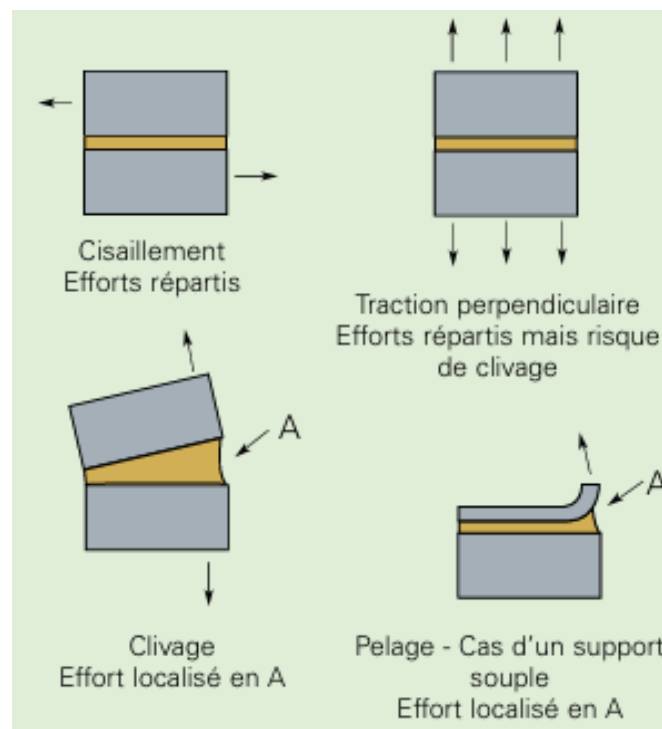 Cisaillement
Efforts répartis
Traction perpendiculaire
Efforts répartis mais risque
de clivage
A
Clivage
Effort localisé en A
A
Pelage - Cas d'un support
souple
Effort localisé en A